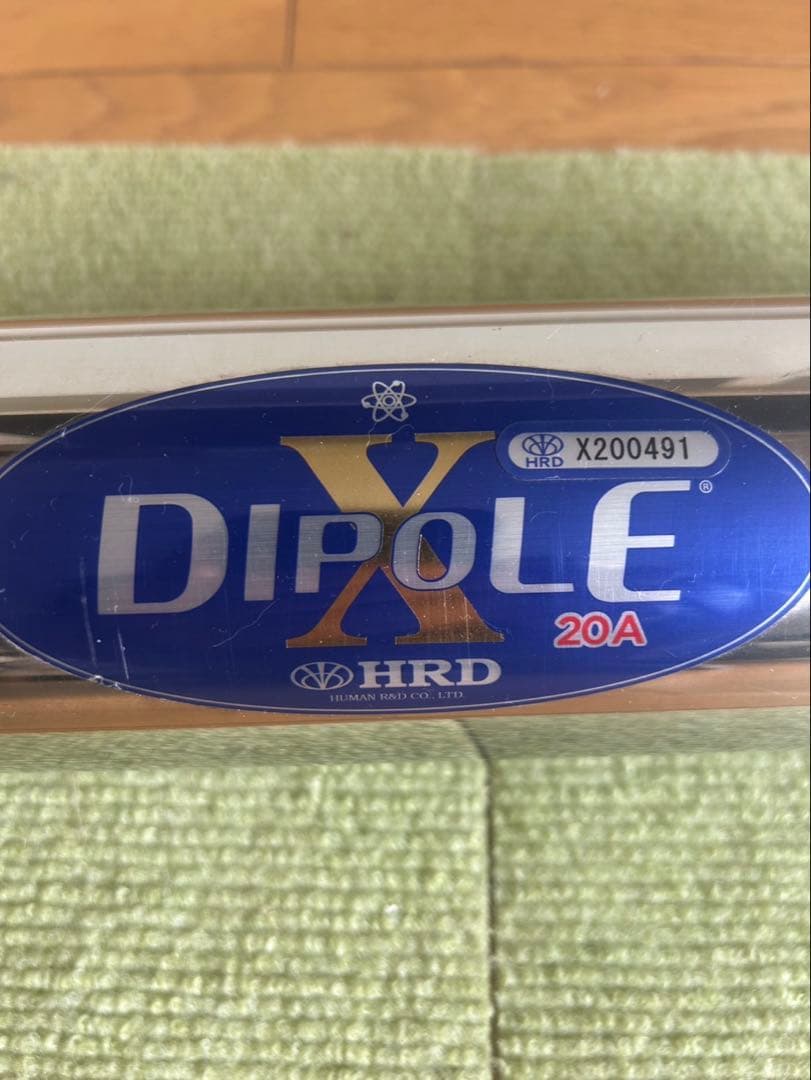 X
HRD X200491
DIPOLE®
20A
HRD
HUMAN R&D CO., LTD.